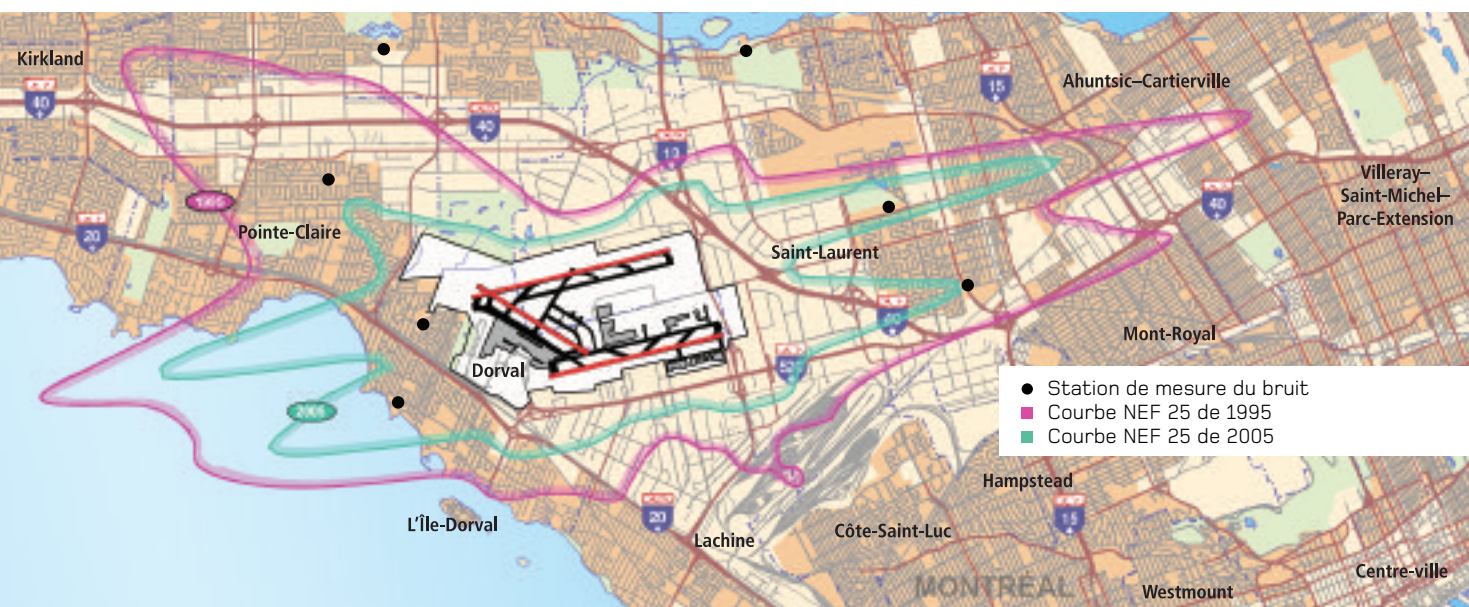 Kirkland
40
40
15
Ahuntsic–Cartierville
13
1995
Villeray–
Saint-Michel–
Parc-Extension
40
20
Pointe-Claire
Saint-Laurent
Mont-Royal
Dorval
2005
Station de mesure du bruit
Courbe NEF 25 de 1995
Courbe NEF 25 de 2005
Hampstead
L'Île-Dorval
20
15
Côte-Saint-Luc
Lachine
MONTRÉAL
Westmount
Centre-ville